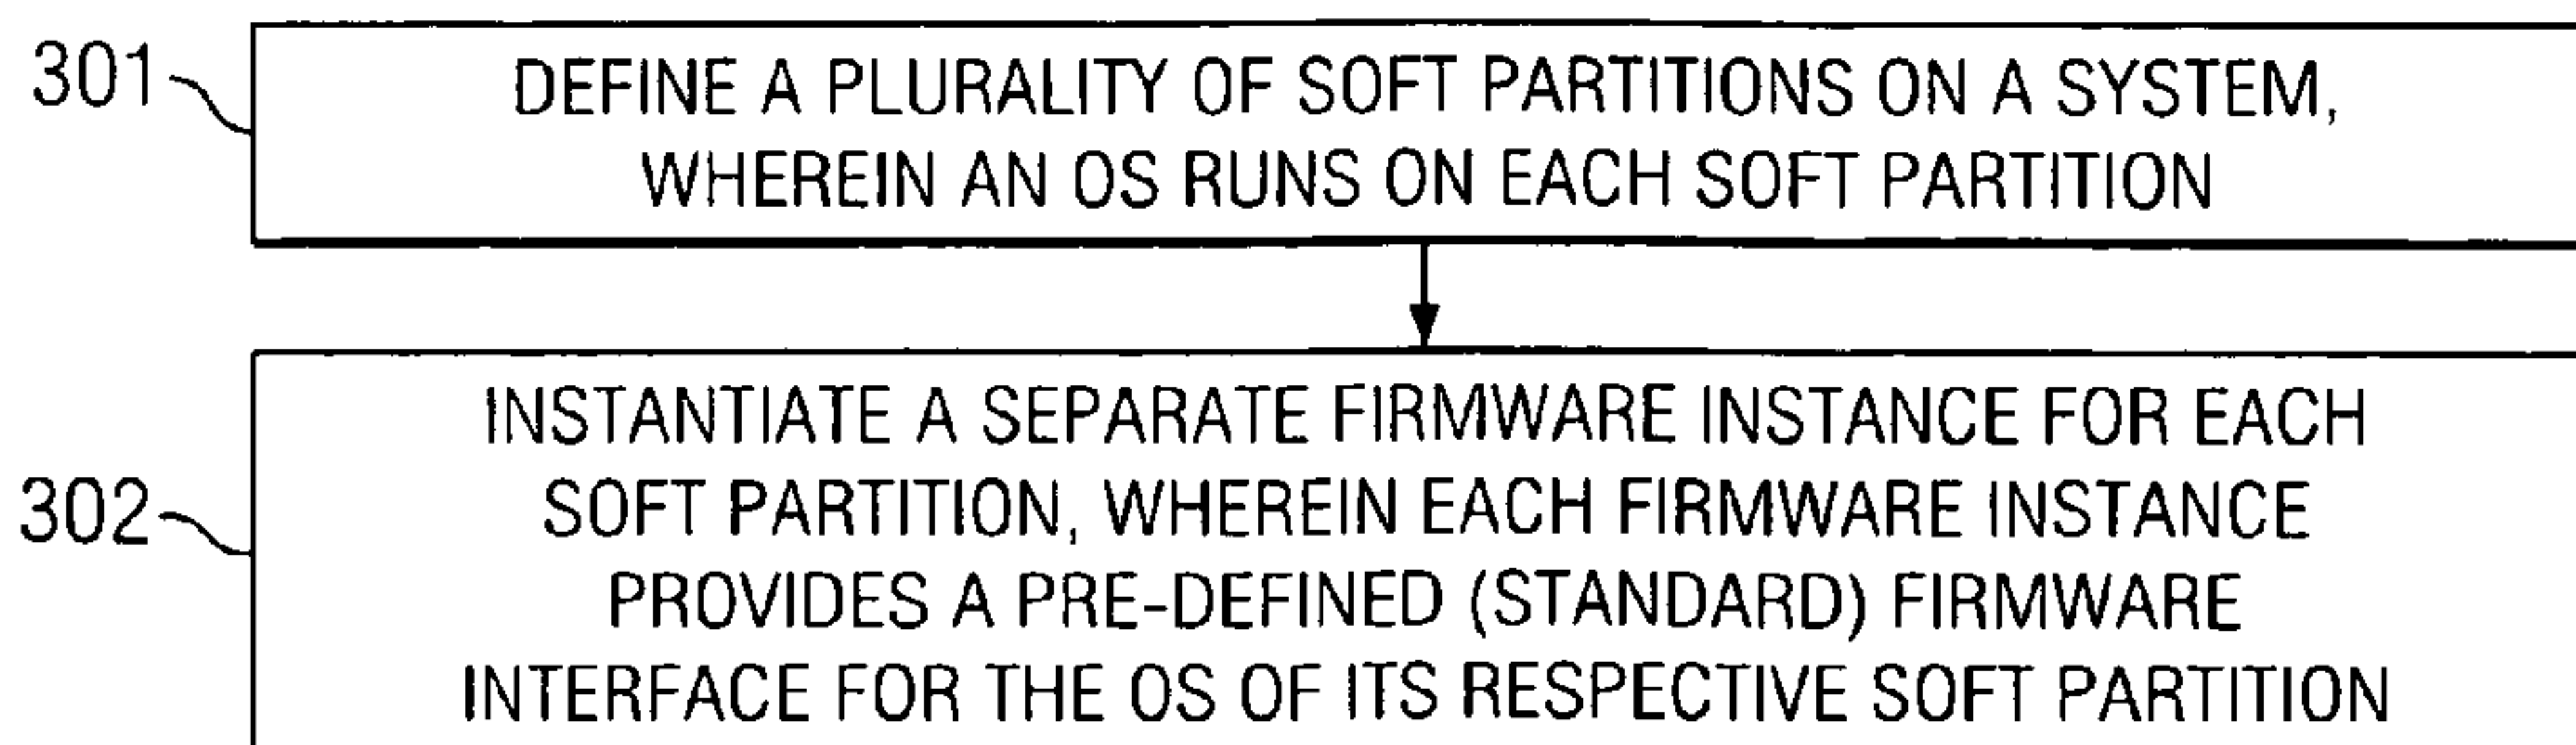 301
DEFINE A PLURALITY OF SOFT PARTITIONS ON A SYSTEM,
WHEREIN AN OS RUNS ON EACH SOFT PARTITION
302
INSTANTIATE A SEPARATE FIRMWARE INSTANCE FOR EACH
SOFT PARTITION, WHEREIN EACH FIRMWARE INSTANCE
PROVIDES A PRE-DEFINED (STANDARD) FIRMWARE
INTERFACE FOR THE OS OF ITS RESPECTIVE SOFT PARTITION